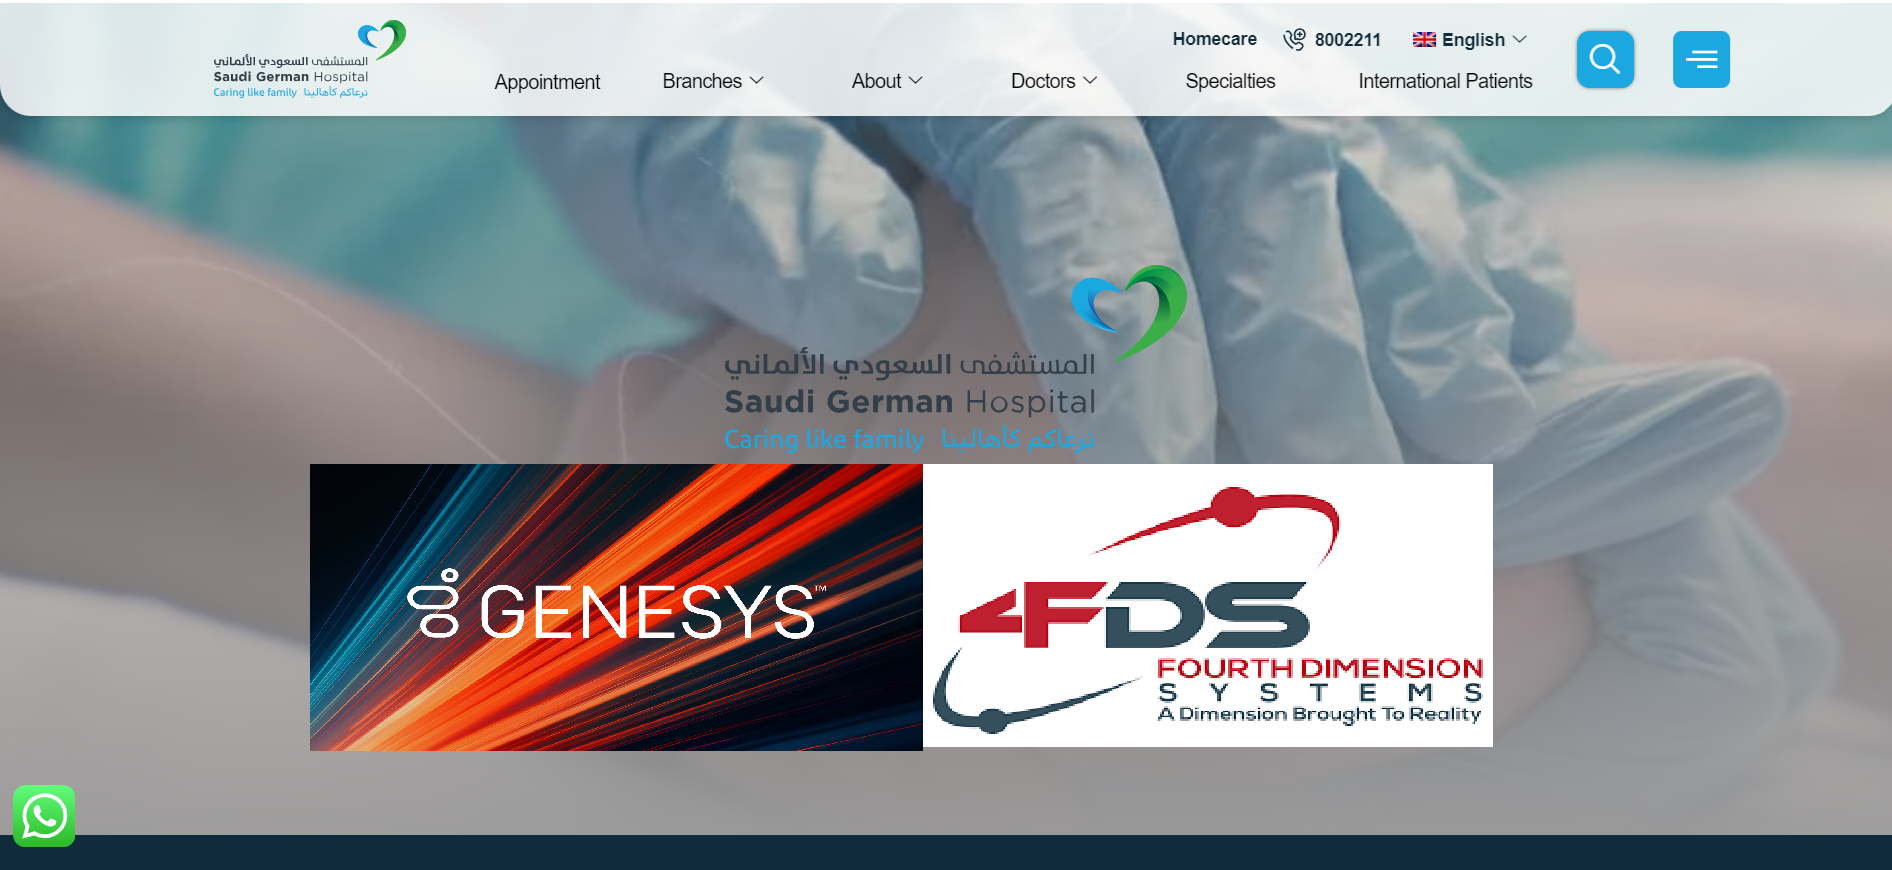 المستشفى السعودي الألماني
Saudi German Hospital
Caring like family نرعاكم كأهالينا
Homecare
8002211
English
Appointment
Branches
About
Doctors
Specialties
International Patients
المستشفى السعودي الألماني
Saudi German Hospital
Caring like family نرعاكم كأهالينا
GENESYS™
4FDS
FOURTH DIMENSION
SYSTEMS
A Dimension Brought To Reality